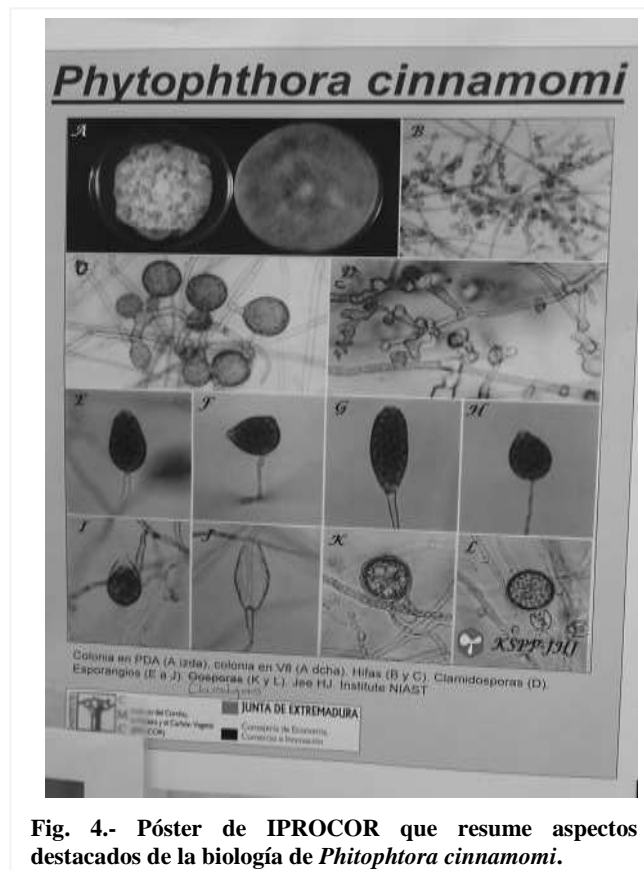 Phytophthora cinnamomi
A
B
D
E
F
G
H
I
J
K
L
KSPP-JHJ
Colonia en PDA (A izda), colonia en V8 (A dcha). Hifas (B y C). Clamidosporas (D).
Esporangios (E a J). Oosporas (K y L). Jee HJ. Institute NIAST
JUNTA DE EXTREMADURA
Consejería de Economía,
Comercio e Innovación
Fig. 4.- Póster de IPROCOR que resume aspectos
destacados de la biología de Phitophtora cinnamomi.